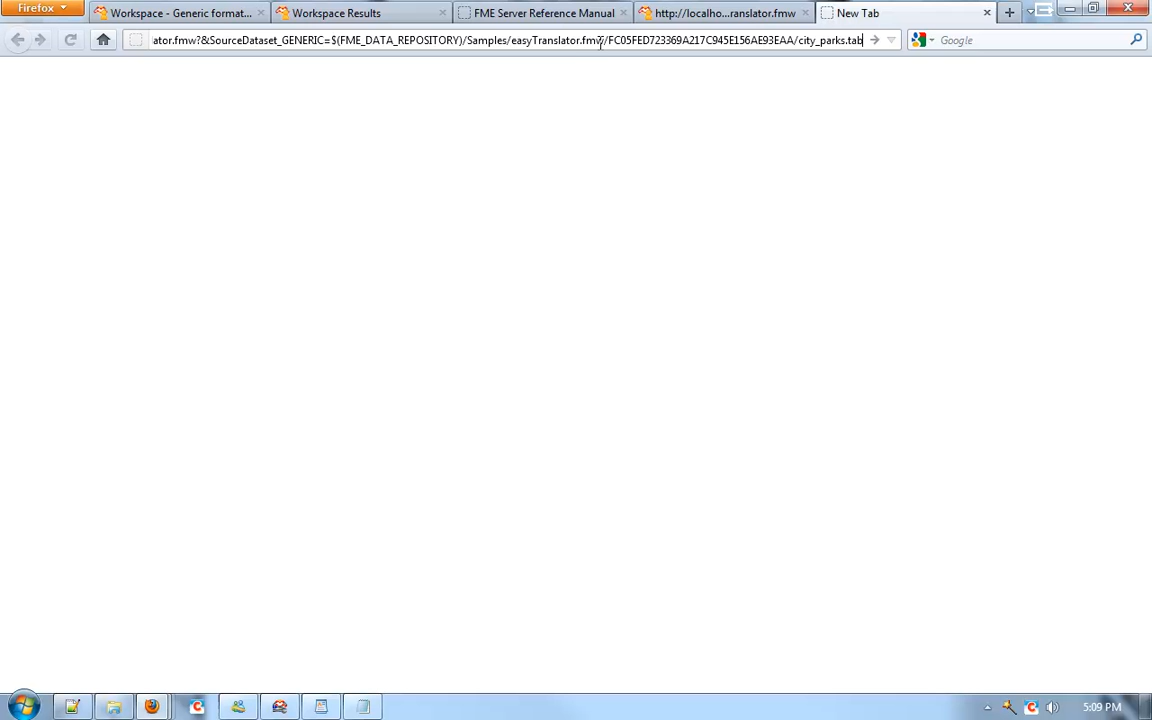 Firefox
Workspace - Generic format...
Workspace Results
FME Server Reference Manual
http://localho...ranslator.fmw
New Tab
ator.fmw?&SourceDataset_GENERIC=$(FME_DATA_REPOSITORY)/Samples/easyTranslator.fmw//FC05FED723369A217C945E156AE93EAA/city_parks.tab
Google
5:09 PM